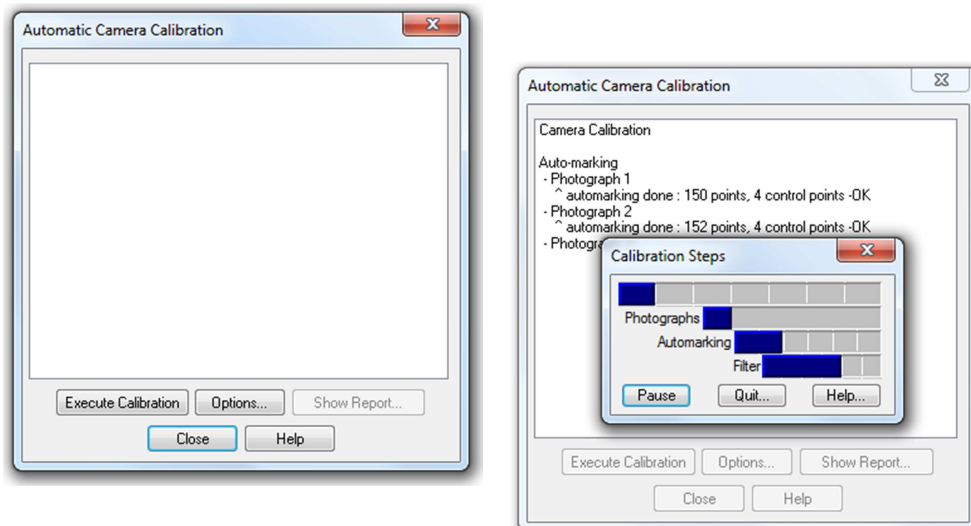 Automatic Camera Calibration
Execute Calibration Options... Show Report...
Close Help
Automatic Camera Calibration
Camera Calibration
Auto-marking
- Photograph 1
^ automarking done : 150 points, 4 control points -OK
- Photograph 2
^ automarking done : 152 points, 4 control points -OK
- Photogra
Calibration Steps
Photographs
Automarking
Filter
Pause Quit... Help...
Execute Calibration Options... Show Report...
Close Help